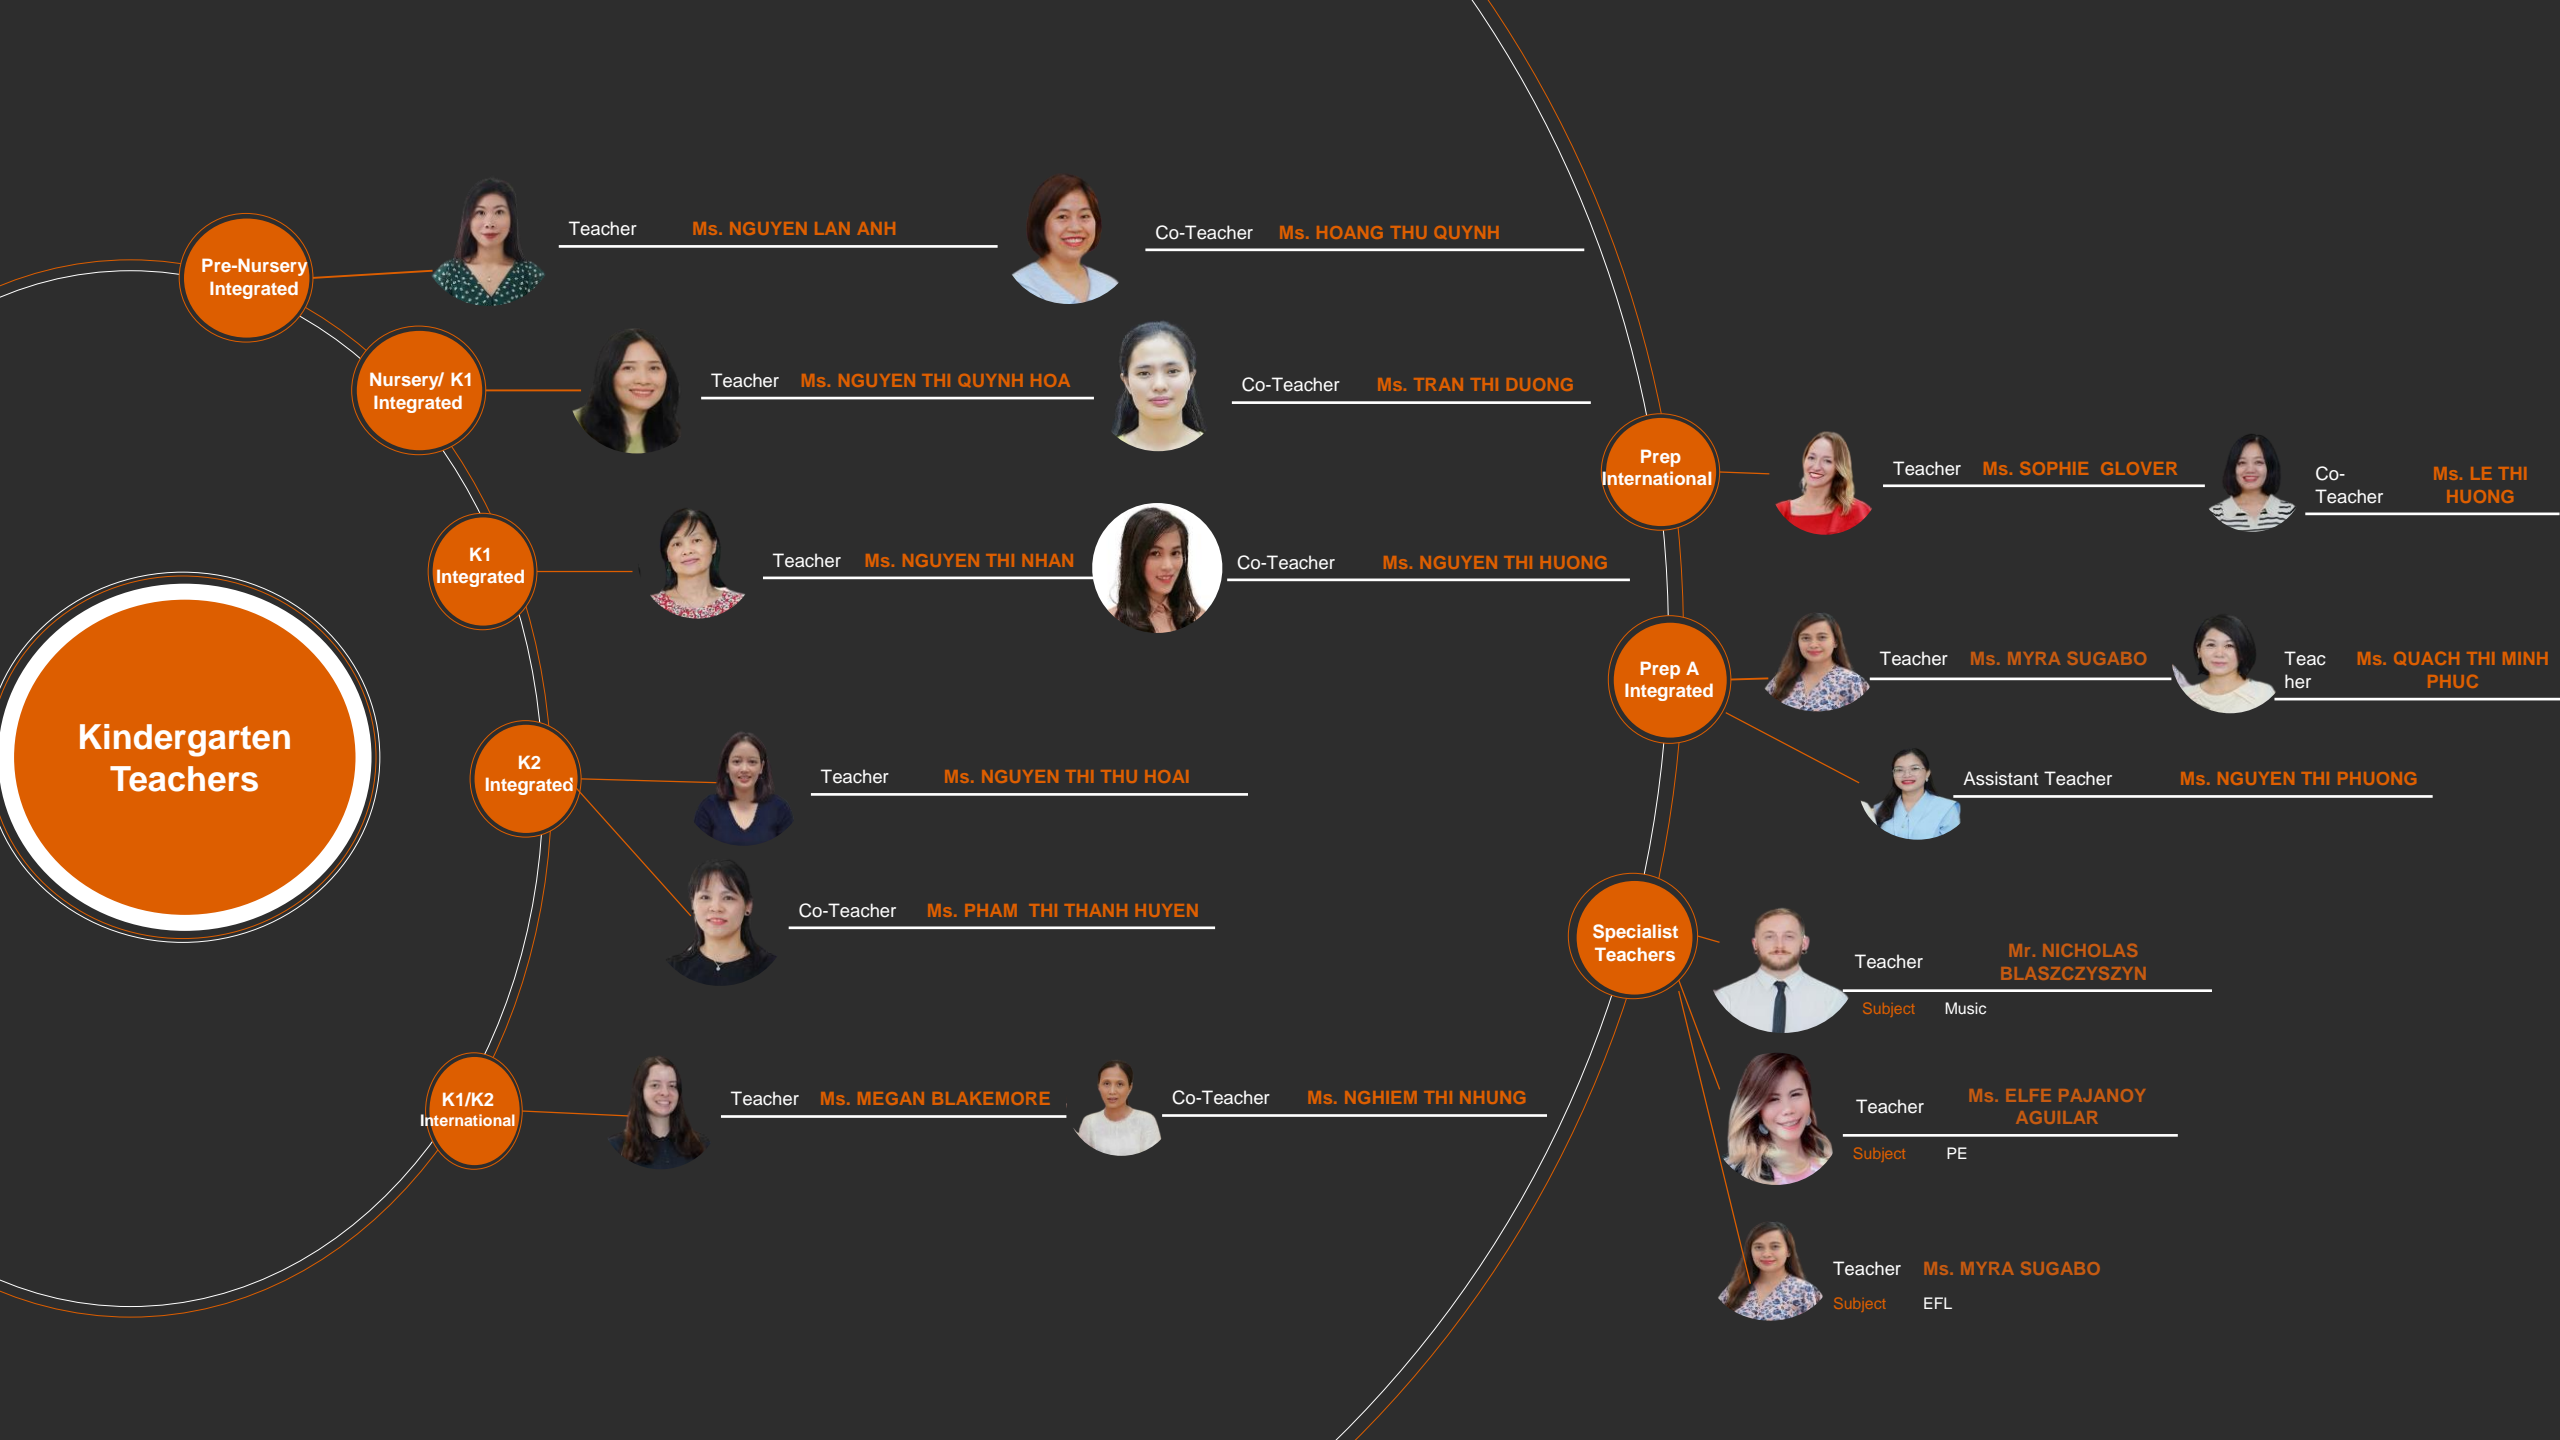 Kindergarten
Teachers
Pre-Nursery
Integrated
Teacher Ms. NGUYEN LAN ANH
Co-Teacher Ms. HOANG THU QUYNH
Nursery/ K1
Integrated
Teacher Ms. NGUYEN THI QUYNH HOA
Co-Teacher Ms. TRAN THI DUONG
K1
Integrated
Teacher Ms. NGUYEN THI NHAN
Co-Teacher Ms. NGUYEN THI HUONG
K2
Integrated
Teacher Ms. NGUYEN THI THU HOAI
Co-Teacher Ms. PHAM THI THANH HUYEN
K1/K2
International
Teacher Ms. MEGAN BLAKEMORE
Co-Teacher Ms. NGHIEM THI NHUNG
Prep
International
Teacher Ms. SOPHIE GLOVER
Co-
Teacher
Ms. LE THI
HUONG
Prep A
Integrated
Teacher Ms. MYRA SUGABO
Teac
her
Ms. QUACH THI MINH
PHUC
Assistant Teacher Ms. NGUYEN THI PHUONG
Specialist
Teachers
Teacher
Mr. NICHOLAS
BLASZCZYSZYN
Subject Music
Teacher
Ms. ELFE PAJANOY
AGUILAR
Subject PE
Teacher Ms. MYRA SUGABO
Subject EFL